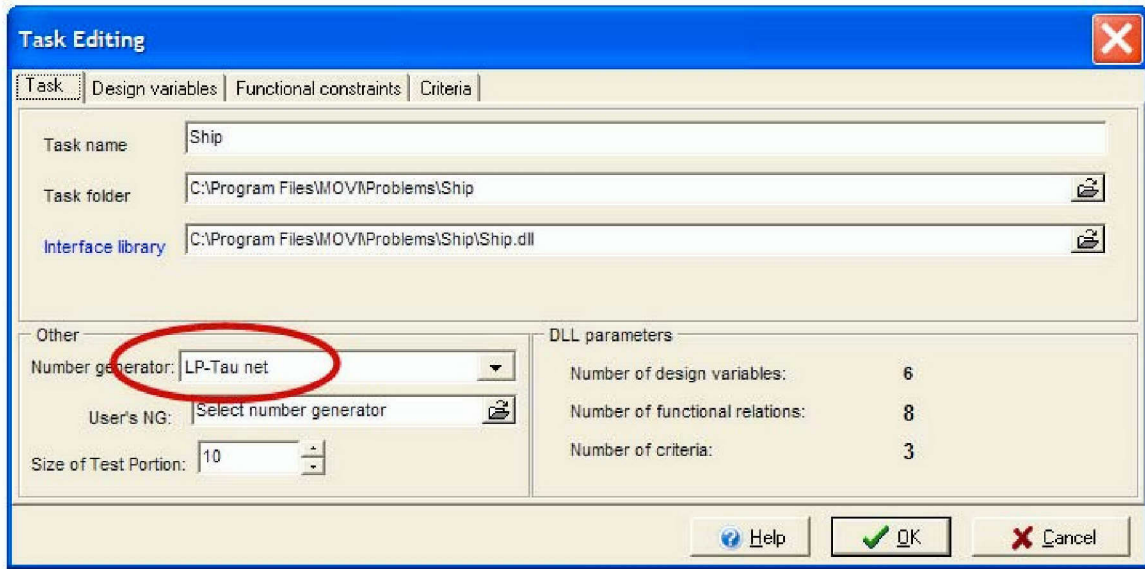 Task Editing
Task Design variables Functional constraints Criteria
Task name Ship
Task folder C:\Program Files\MOVI\Problems\Ship
Interface library C:\Program Files\MOVI\Problems\Ship\Ship.dll
Other
Number generator: LP-Tau net
User's NG: Select number generator
Size of Test Portion: 10
DLL parameters
Number of design variables: 6
Number of functional relations: 8
Number of criteria: 3
Help OK Cancel